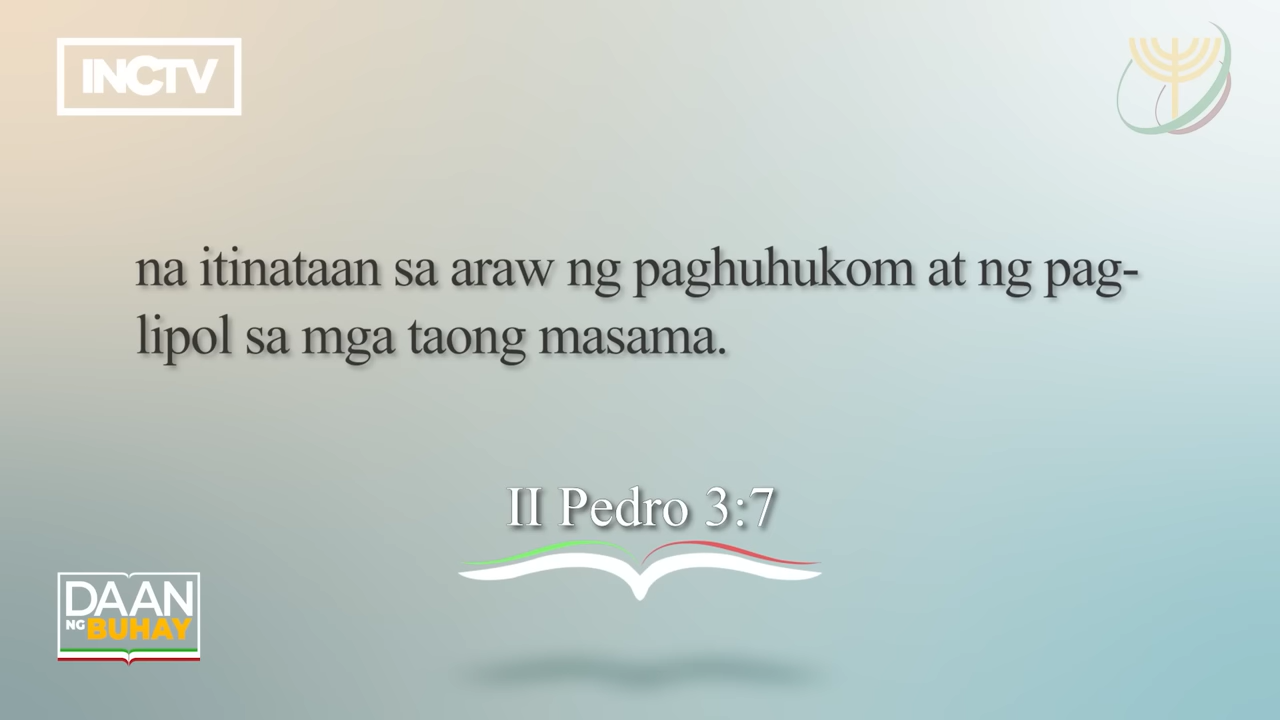 INCTV
na itinataan sa araw ng paghuhukom at ng pag-
lipol sa mga taong masama.
II Pedro 3:7
DAAN
NG BUHAY